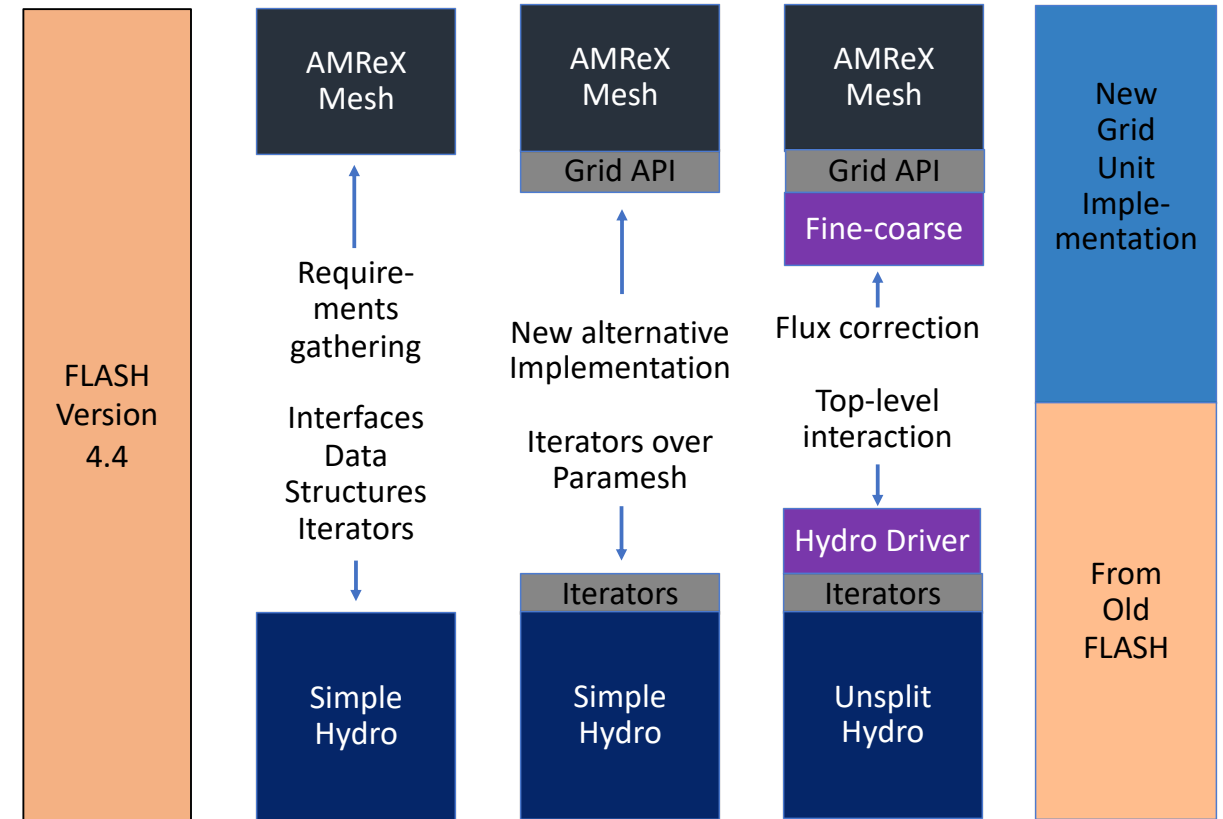 FLASH
Version
4.4
AMReX
Mesh
Require-
ments
gathering
Interfaces
Data
Structures
Iterators
Simple
Hydro
AMReX
Mesh
Grid API
New alternative
Implementation
Iterators over
Paramesh
Iterators
Simple
Hydro
AMReX
Mesh
Grid API
Fine-coarse
Flux correction
Top-level
interaction
Hydro Driver
Iterators
Unsplit
Hydro
New
Grid
Unit
Imple-
mentation
From
Old
FLASH